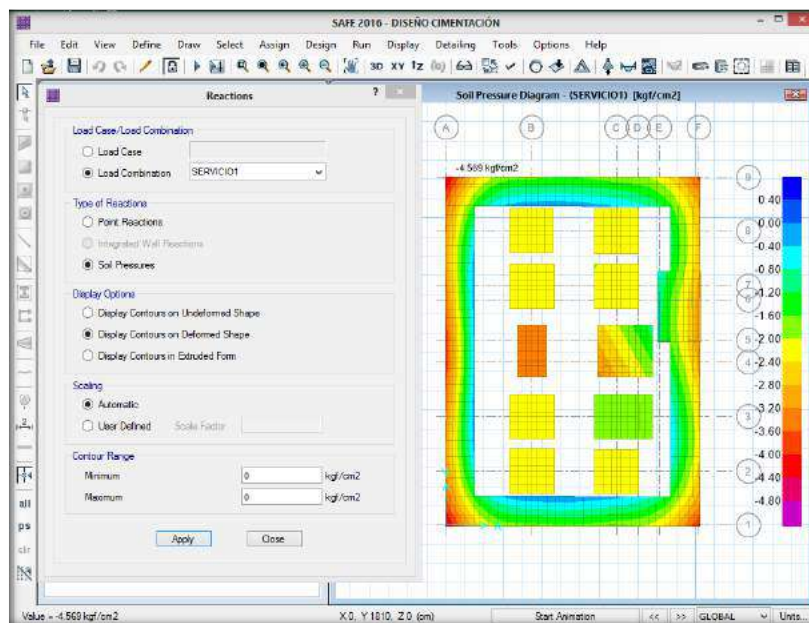 SAFE 2016 - DISEÑO CIMENTACIÓN
File Edit View Define Draw Select Assign Design Run Display Detailing Tools Options Help
3D XY
Reactions ?
Soil Pressure Diagram - (SERVICIO1) [kgf/cm2]
Load Case/Load Combination
Load Case
Load Combination SERVICIO1
Type of Reactions
Point Reactions
Integrated Wall Reactions
Soil Pressures
Display Options
Display Contours on Undeformed Shape
Display Contours on Deformed Shape
Display Contours in Extruded Form
Scaling
Automatic
User Defined Scale Factor
Contour Range
Minimum 0 kgf/cm2
Maximum 0 kgf/cm2
Apply Close
all
ps
clr
A B C D E F
-4.569 kgf/cm2
9
8
7
6
5
4
3
2
1
0.40
0.00
-0.40
-0.80
-1.20
-1.60
-2.00
-2.40
-2.80
-3.20
-3.60
-4.00
-4.40
-4.80
Value = -4.569 kgf/cm2 X 0, Y 1810, Z 0 (cm) Start Animation << >> GLOBAL Units...